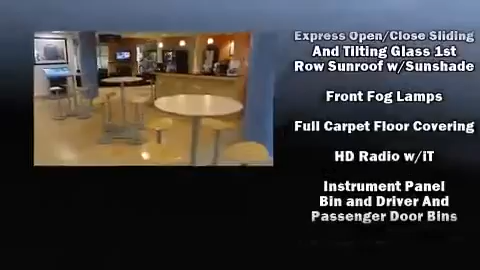 Express Open/Close Sliding
And Tilting Glass 1st
Row Sunroof w/Sunshade
Front Fog Lamps
Full Carpet Floor Covering
HD Radio w/iT
Instrument Panel
Bin and Driver And
Passenger Door Bins